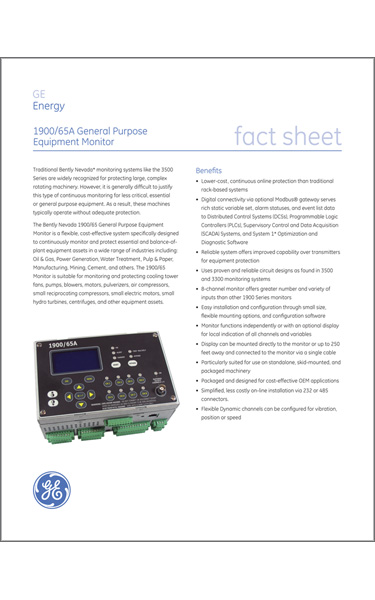 GE
Energy
1900/65A General Purpose
Equipment Monitor
fact sheet
Traditional Bently Nevada* monitoring systems like the 3500
Series are widely recognized for protecting large, complex
rotating machinery. However, it is generally difficult to justify
this type of continuous monitoring for less critical, essential
or general purpose equipment. As a result, these machines
typically operate without adequate protection.
The Bently Nevada 1900/65 General Purpose Equipment
Monitor is a flexible, cost-effective system specifically designed
to continuously monitor and protect essential and balance-of-
plant equipment assets in a wide range of industries including:
Oil & Gas, Power Generation, Water Treatment, Pulp & Paper,
Manufacturing, Mining, Cement, and others. The 1900/65
Monitor is suitable for monitoring and protecting cooling tower
fans, pumps, blowers, motors, pulverizers, air compressors,
small reciprocating compressors, small electric motors, small
hydro turbines, centrifuges, and other equipment assets.
1900/65A
Benefits
• Lower-cost, continuous online protection than traditional
rack-based systems
• Digital connectivity via optional Modbus® gateway serves
rich static variable set, alarm statuses, and event list data
to Distributed Control Systems (DCSs), Programmable Logic
Controllers (PLCs), Supervisory Control and Data Acquisition
(SCADA) Systems, and System 1* Optimization and
Diagnostic Software
• Reliable system offers improved capability over transmitters
for equipment protection
• Uses proven and reliable circuit designs as found in 3500
and 3300 monitoring systems
• 8-channel monitor offers greater number and variety of
inputs than other 1900 Series monitors
• Easy installation and configuration through small size,
flexible mounting options, and configuration software
• Monitor functions independently or with an optional display
for local indication of all channels and variables
• Display can be mounted directly to the monitor or up to 250
feet away and connected to the monitor via a single cable
• Particularly suited for use on standalone, skid-mounted, and
packaged machinery
• Packaged and designed for cost-effective OEM applications
• Simplified, less costly on-line installation via 232 or 485
connectors.
• Flexible Dynamic channels can be configured for vibration,
position or speed
GE